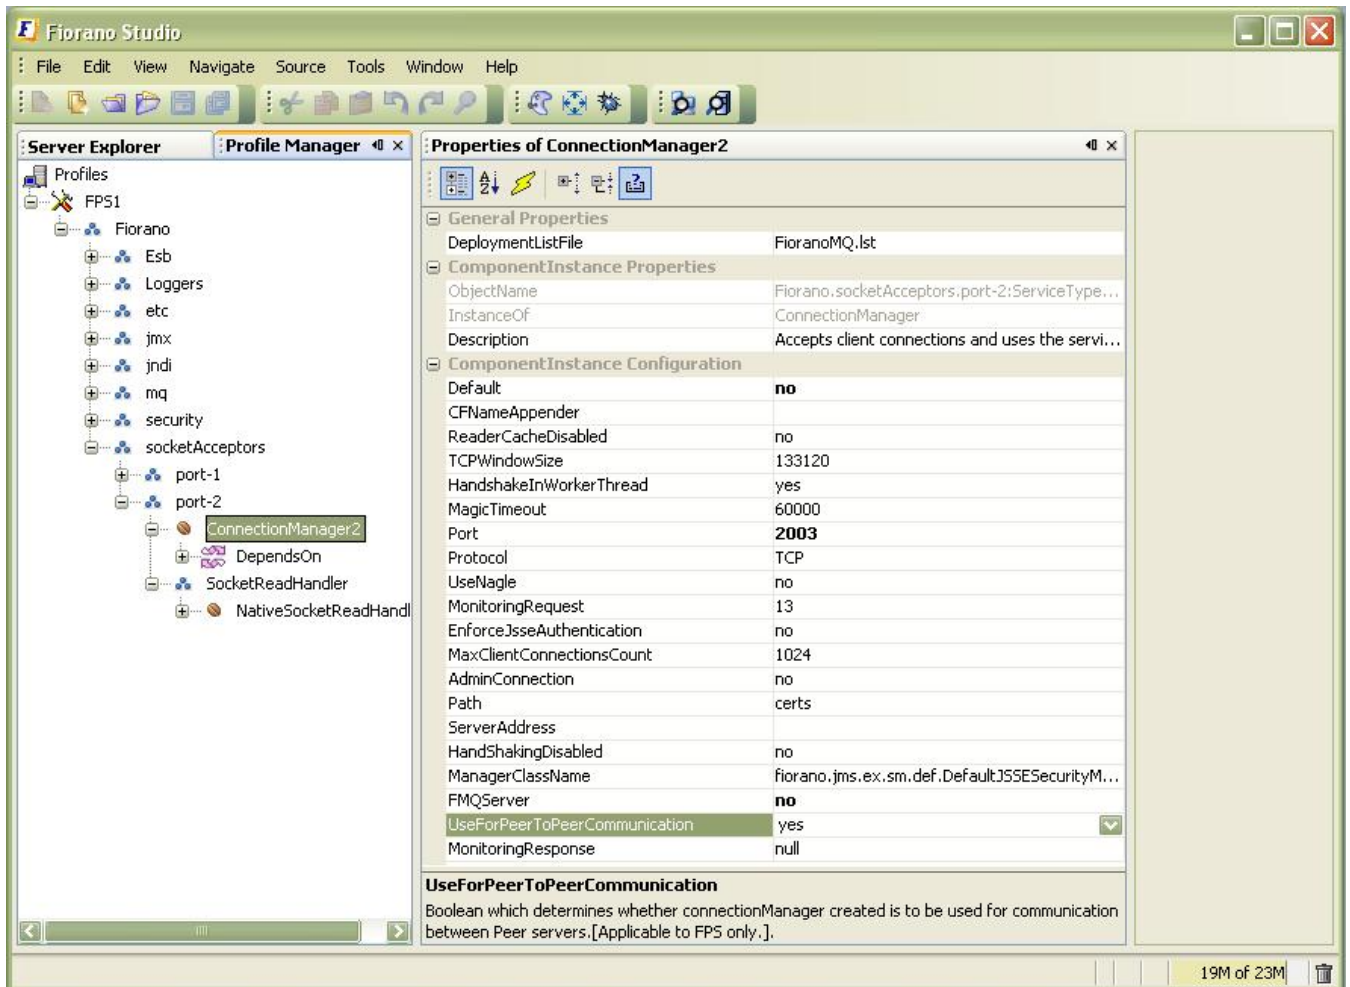 Fiorano Studio
File Edit View Navigate Source Tools Window Help
Server Explorer Profile Manager
Profiles
FPS1
Fiorano
Esb
Loggers
etc
jmx
jndi
mq
security
socketAcceptors
port-1
port-2
ConnectionManager2
DependsOn
SocketReadHandler
NativeSocketReadHandl
Properties of ConnectionManager2
General Properties
DeploymentListFile FioranoMQ.lst
ComponentInstance Properties
ObjectName Fiorano.socketAcceptors.port-2:ServiceType...
InstanceOf ConnectionManager
Description Accepts client connections and uses the servi...
ComponentInstance Configuration
Default no
CFNameAppender
ReaderCacheDisabled no
TCPWindowSize 133120
HandshakeInWorkerThread yes
MagicTimeout 60000
Port 2003
Protocol TCP
UseNagle no
MonitoringRequest 13
EnforceJsseAuthentication no
MaxClientConnectionsCount 1024
AdminConnection no
Path certs
ServerAddress
HandShakingDisabled no
ManagerClassName fiorano.jms.ex.sm.def.DefaultJSSESecurityM...
FMQServer no
UseForPeerToPeerCommunication yes
MonitoringResponse null
UseForPeerToPeerCommunication
Boolean which determines whether connectionManager created is to be used for communication
between Peer servers.[Applicable to FPS only.].
19M of 23M